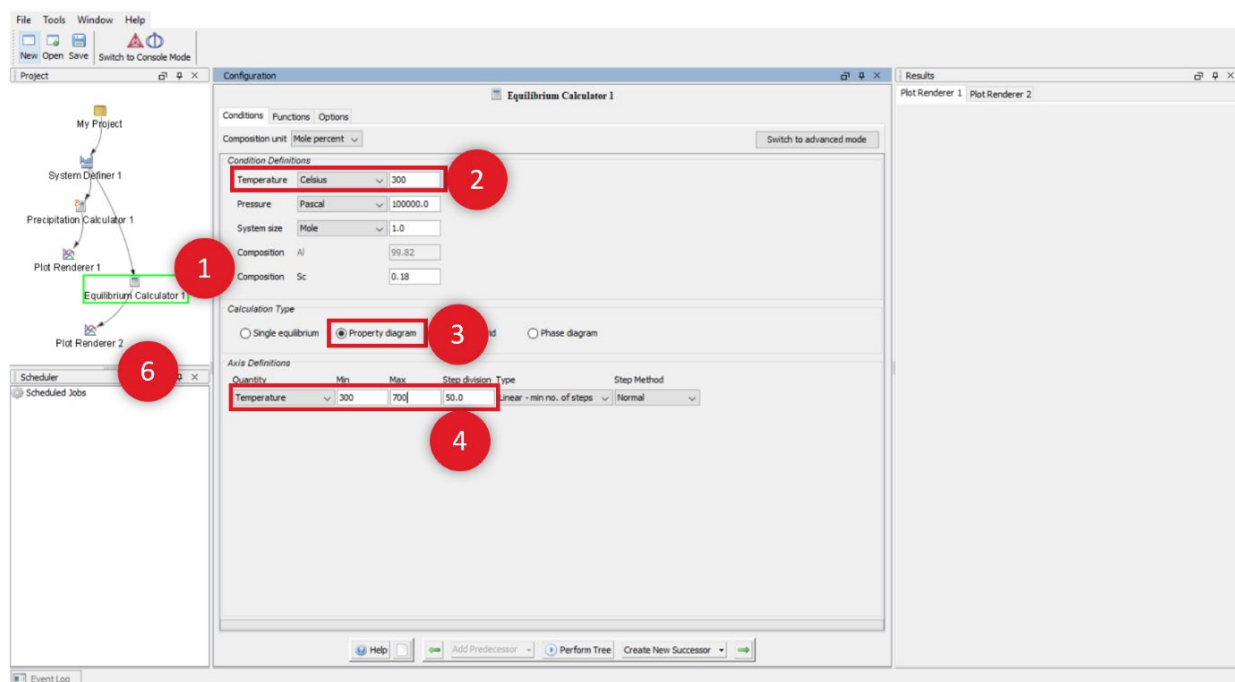 File Tools Window Help
New Open Save Switch to Console Mode
Project
My Project
System Definer 1
Precipitation Calculator 1
Plot Renderer 1
1
Equilibrium Calculator 1
Plot Renderer 2
6
Scheduler
Scheduled Jobs
Configuration
Equilibrium Calculator 1
Conditions Functions Options
Composition unit Mole percent Switch to advanced mode
Condition Definitions
Temperature Celsius 300
2
Pressure Pascal 100000.0
System size Mole 1.0
Composition Al 99.82
Composition Sc 0.18
Calculation Type
Single equilibrium Property diagram 3 Phase diagram
Axis Definitions
Quantity Min Max Step division Type Step Method
Temperature 300 700 50.0 Linear - min no. of steps Normal
4
Help Add Predecessor Perform Tree Create New Successor
Results
Plot Renderer 1 Plot Renderer 2
Event Log